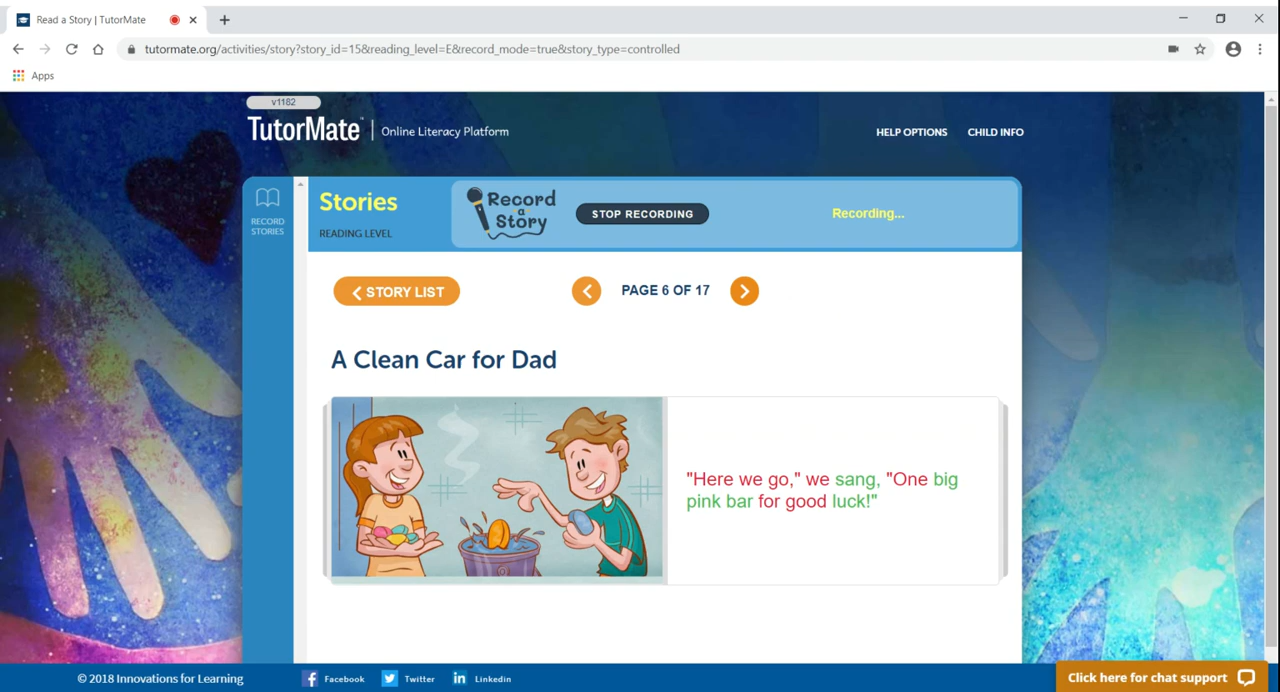 Read a Story | TutorMate
tutormate.org/activities/story?story_id=15&reading_level=E&record_mode=true&story_type=controlled
Apps
v1182
TutorMate™ | Online Literacy Platform
HELP OPTIONS
CHILD INFO
RECORD
STORIES
Stories
READING LEVEL
Record
a
Story
STOP RECORDING
Recording...
STORY LIST
PAGE 6 OF 17
A Clean Car for Dad
"Here we go," we sang, "One big
pink bar for good luck!"
© 2018 Innovations for Learning
Facebook
Twitter
Linkedin
Click here for chat support